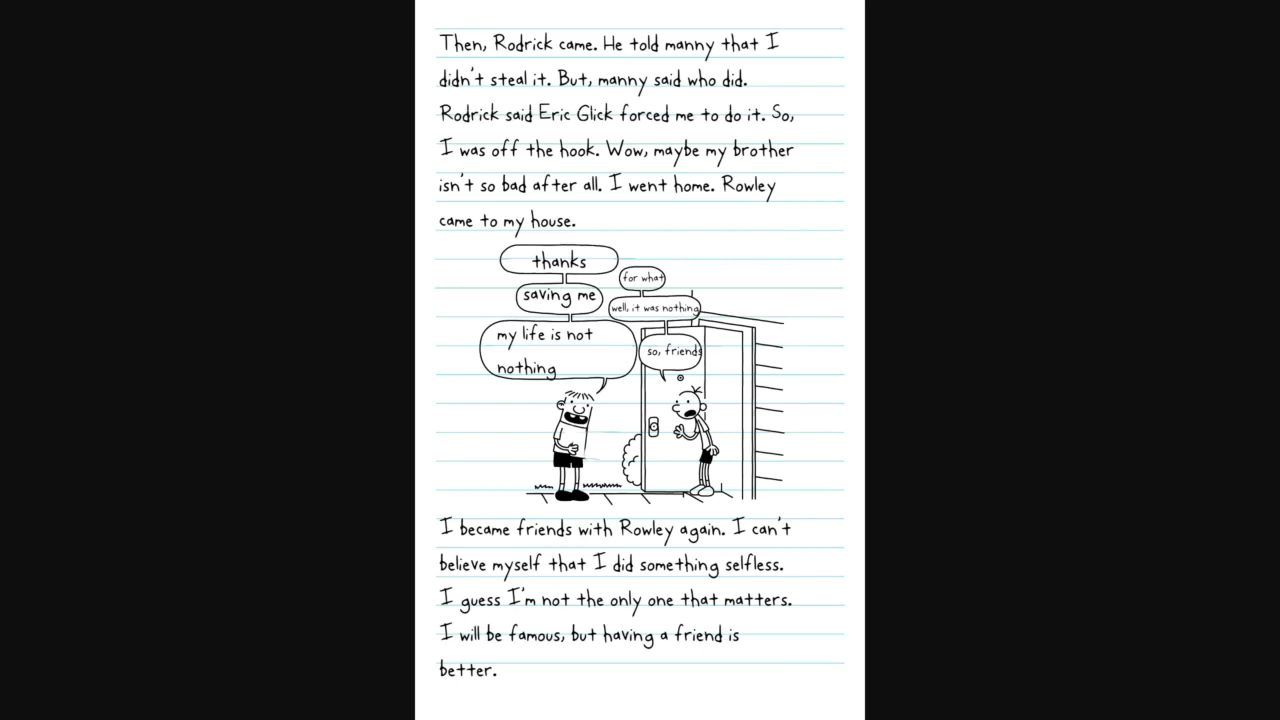 Then, Rodrick came. He told manny that I
didn't steal it. But, manny said who did.
Rodrick said Eric Glick forced me to do it. So,
I was off the hook. Wow, maybe my brother
isn't so bad after all. I went home. Rowley
came to my house.
thanks
for what
saving me
well, it was nothing
my life is not
nothing
so, friends
I became friends with Rowley again. I can't
believe myself that I did something selfless.
I guess I'm not the only one that matters.
I will be famous, but having a friend is
better.